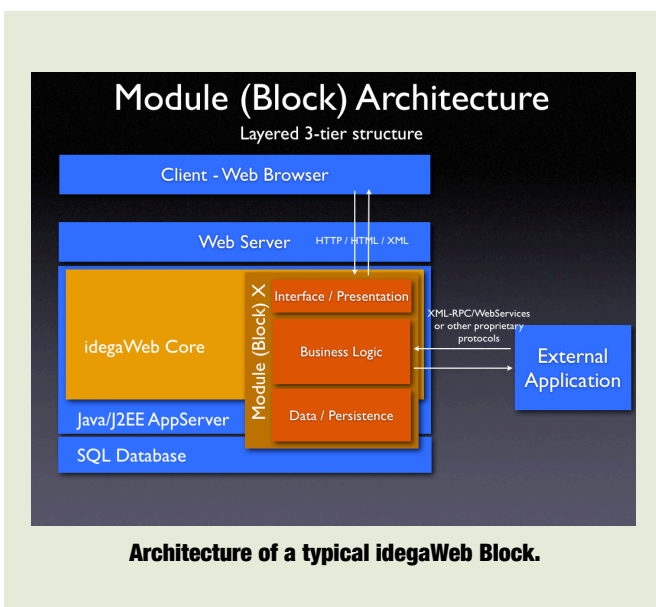 Module (Block) Architecture
Layered 3-tier structure
Client - Web Browser
Web Server
HTTP / HTML / XML
idegaWeb Core
Module (Block) X
Interface / Presentation
Business Logic
Data / Persistence
XML-RPC/WebServices
or other proprietary
protocols
External
Application
Java/J2EE AppServer
SQL Database
Architecture of a typical idegaWeb Block.